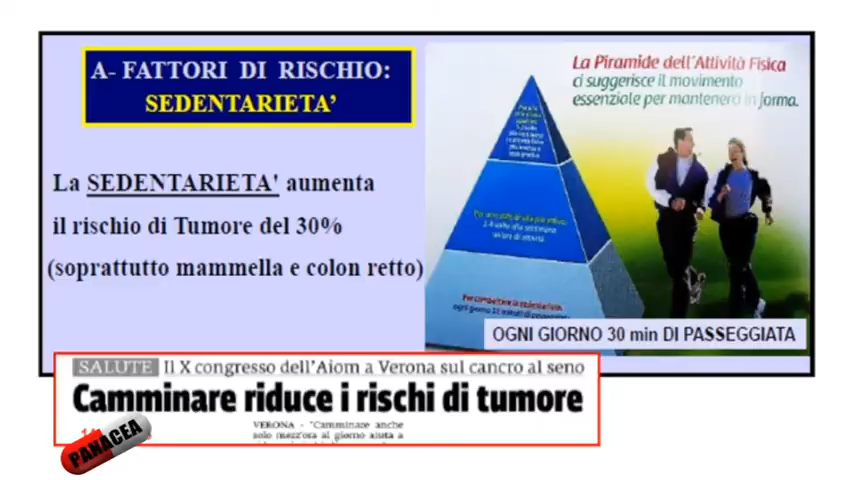 A- FATTORI DI RISCHIO:
SEDENTARIETA’
La Piramide dell'Attività Fisica
ci suggerisce il movimento
essenziale per mantenersi in forma.
La SEDENTARIETA' aumenta
il rischio di Tumore del 30%
(soprattutto mammella e colon retto)
OGNI GIORNO 30 min DI PASSEGGIATA
SALUTE Il X congresso dell'Aiom a Verona sul cancro al seno
Camminare riduce i rischi di tumore
VERONA - "Camminare anche
solo mezz'ora al giorno aiuta a
PANACEA